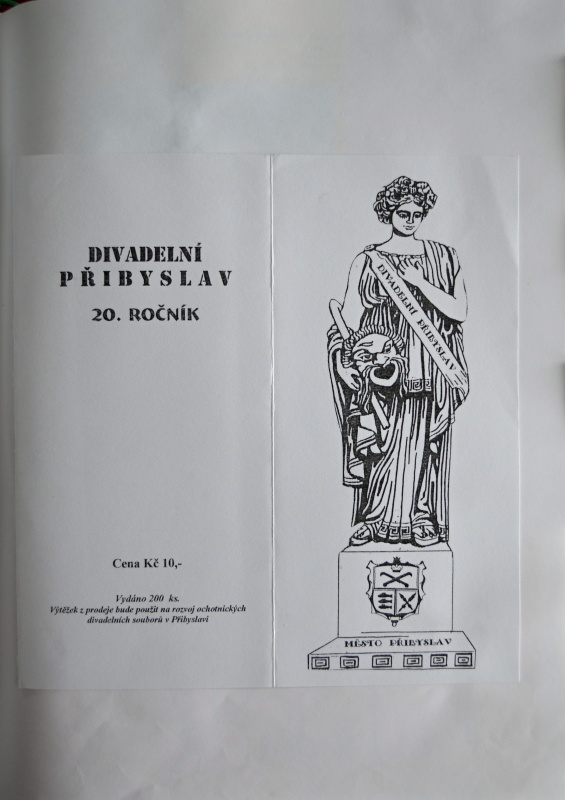 DIVADELNÍ
PŘIBYSLAV
20. ROČNÍK
Cena Kč 10,-
Vydáno 200 ks.
Výtěžek z prodeje bude použit na rozvoj ochotnických
divadelních souborů v Přibyslavi
DIVADELNÍ PŘIBYSLAV
MĚSTO PŘIBYSLAV